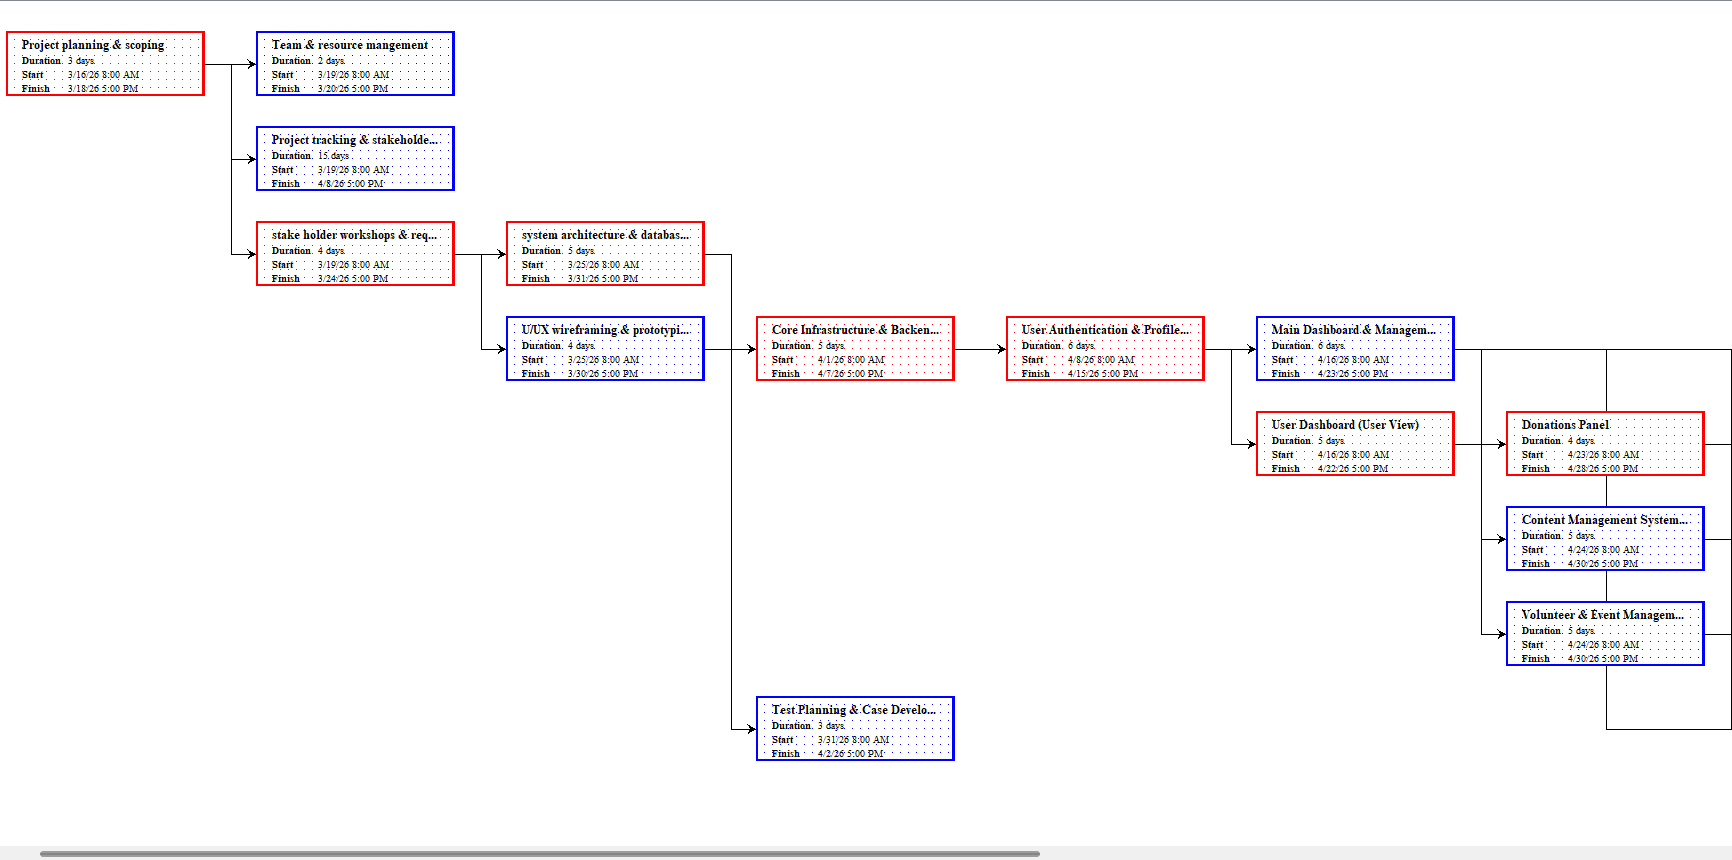 Project planning & scoping
Duration 3 days
Start 3/16/26 8:00 AM
Finish 3/18/26 5:00 PM
Team & resource mangement
Duration 2 days
Start 3/19/26 8:00 AM
Finish 3/20/26 5:00 PM
Project tracking & stakeholde...
Duration 15 days
Start 3/19/26 8:00 AM
Finish 4/8/26 5:00 PM
stake holder workshops & req...
Duration 4 days
Start 3/19/26 8:00 AM
Finish 3/24/26 5:00 PM
system architecture & databas...
Duration 5 days
Start 3/25/26 8:00 AM
Finish 3/31/26 5:00 PM
U/UX wireframing & prototypi...
Duration 4 days
Start 3/25/26 8:00 AM
Finish 3/30/26 5:00 PM
Core Infrastructure & Backen...
Duration 5 days
Start 4/1/26 8:00 AM
Finish 4/7/26 5:00 PM
User Authentication & Profile...
Duration 6 days
Start 4/8/26 8:00 AM
Finish 4/15/26 5:00 PM
Main Dashboard & Managem...
Duration 6 days
Start 4/16/26 8:00 AM
Finish 4/23/26 5:00 PM
User Dashboard (User View)
Duration 5 days
Start 4/16/26 8:00 AM
Finish 4/22/26 5:00 PM
Donations Panel
Duration 4 days
Start 4/23/26 8:00 AM
Finish 4/28/26 5:00 PM
Content Management System...
Duration 5 days
Start 4/24/26 8:00 AM
Finish 4/30/26 5:00 PM
Volunteer & Event Managem...
Duration 5 days
Start 4/24/26 8:00 AM
Finish 4/30/26 5:00 PM
Test Planning & Case Develo...
Duration 3 days
Start 3/31/26 8:00 AM
Finish 4/2/26 5:00 PM